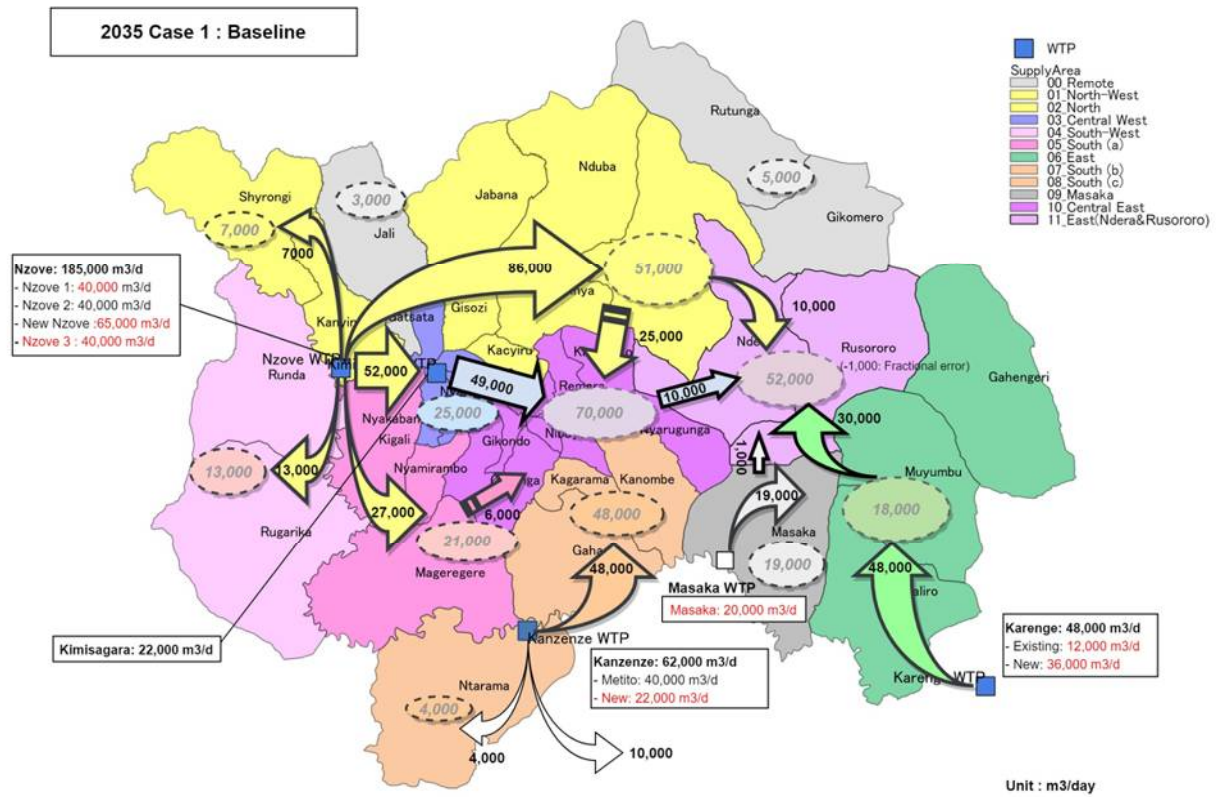 2035 Case 1 : Baseline
WTP
SupplyArea
00_Remote
01_North-West
02_North
03_Central West
04_South-West
05_South (a)
06_East
07_South (b)
08_South (c)
09_Masaka
10_Central East
11_East(Ndera&Rusororo)
Rutunga
5,000
Gikomero
Nduba
Jabana
Shyrongi
7,000
3,000
Jali
7000
86,000
51,000
10,000
Nzove: 185,000 m3/d
- Nzove 1: 40,000 m3/d
- Nzove 2: 40,000 m3/d
- New Nzove :65,000 m3/d
- Nzove 3 : 40,000 m3/d
Gisozi
25,000
Kacyiru
Nzove WTP
Runda
52,000
49,000
Rusororo
(-1,000: Fractional error)
52,000
Gahengeri
10,000
25,000
70,000
30,000
Kigali
Gikondo
Nyarugunga
Nyamirambo
1,000
Muyumbu
13,000
Kagarama
Kanombe
19,000
Rugarika
27,000
6,000
48,000
18,000
21,000
Masaka
Mageregere
48,000
19,000
48,000
Masaka WTP
Masaka: 20,000 m3/d
Kimisagara: 22,000 m3/d
Kanzenze WTP
Kanzenze: 62,000 m3/d
- Metito: 40,000 m3/d
- New: 22,000 m3/d
Karenge: 48,000 m3/d
- Existing: 12,000 m3/d
- New: 36,000 m3/d
Ntarama
4,000
4,000
10,000
Unit : m3/day